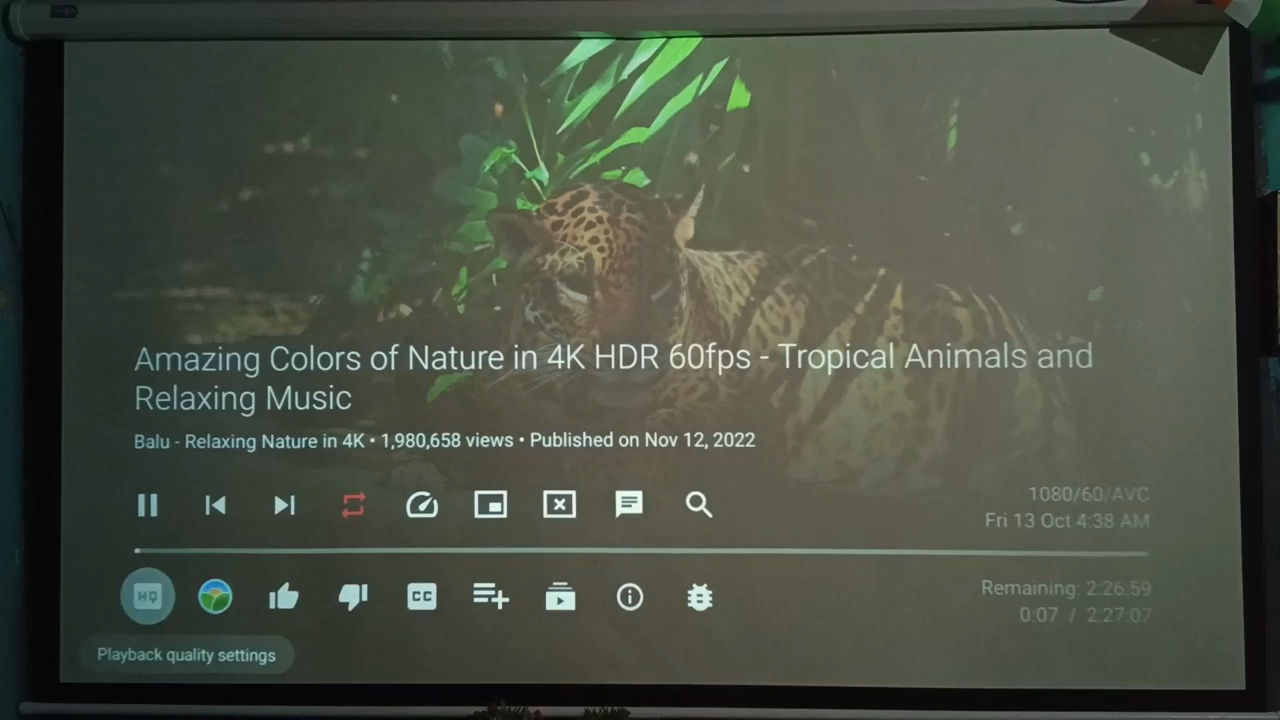 Amazing Colors of Nature in 4K HDR 60fps - Tropical Animals and
Relaxing Music
Balu - Relaxing Nature in 4K • 1,980,658 views • Published on Nov 12, 2022
1080/60/AVC
Fri 13 Oct 4:38 AM
HQ
CC
Remaining: 2:26:59
0:07 / 2:27:07
Playback quality settings